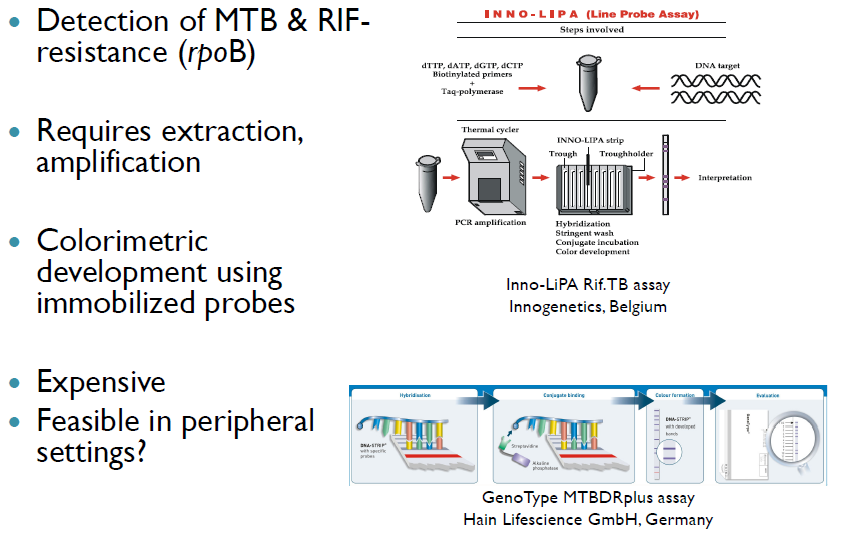 • Detection of MTB & RIF-
resistance (rpoB)
• Requires extraction,
amplification
• Colorimetric
development using
immobilized probes
• Expensive
• Feasible in peripheral
settings?
INNO-LIPA (Line Probe Assay)
Steps involved
dTTP, dATP, dGTP, dCTP
Biotinylated primers
+
Taq-polymerase
DNA target
Thermal cycler
INNO-LIPA strip
Trough
Troughholder
Interpretation
PCR amplification
Hybridization
Stringent wash
Conjugate incubation
Color development
Inno-LiPA Rif.TB assay
Innogenetics, Belgium
Hybridisation
Conjugate binding
Colour formation
Evaluation
DNA-STRIP®
with specific
probes
Streptavidine
Alkaline
phosphatase
DNA-STRIP®
with developed
bands
GenoType
GenoType MTBDRplus assay
Hain Lifescience GmbH, Germany